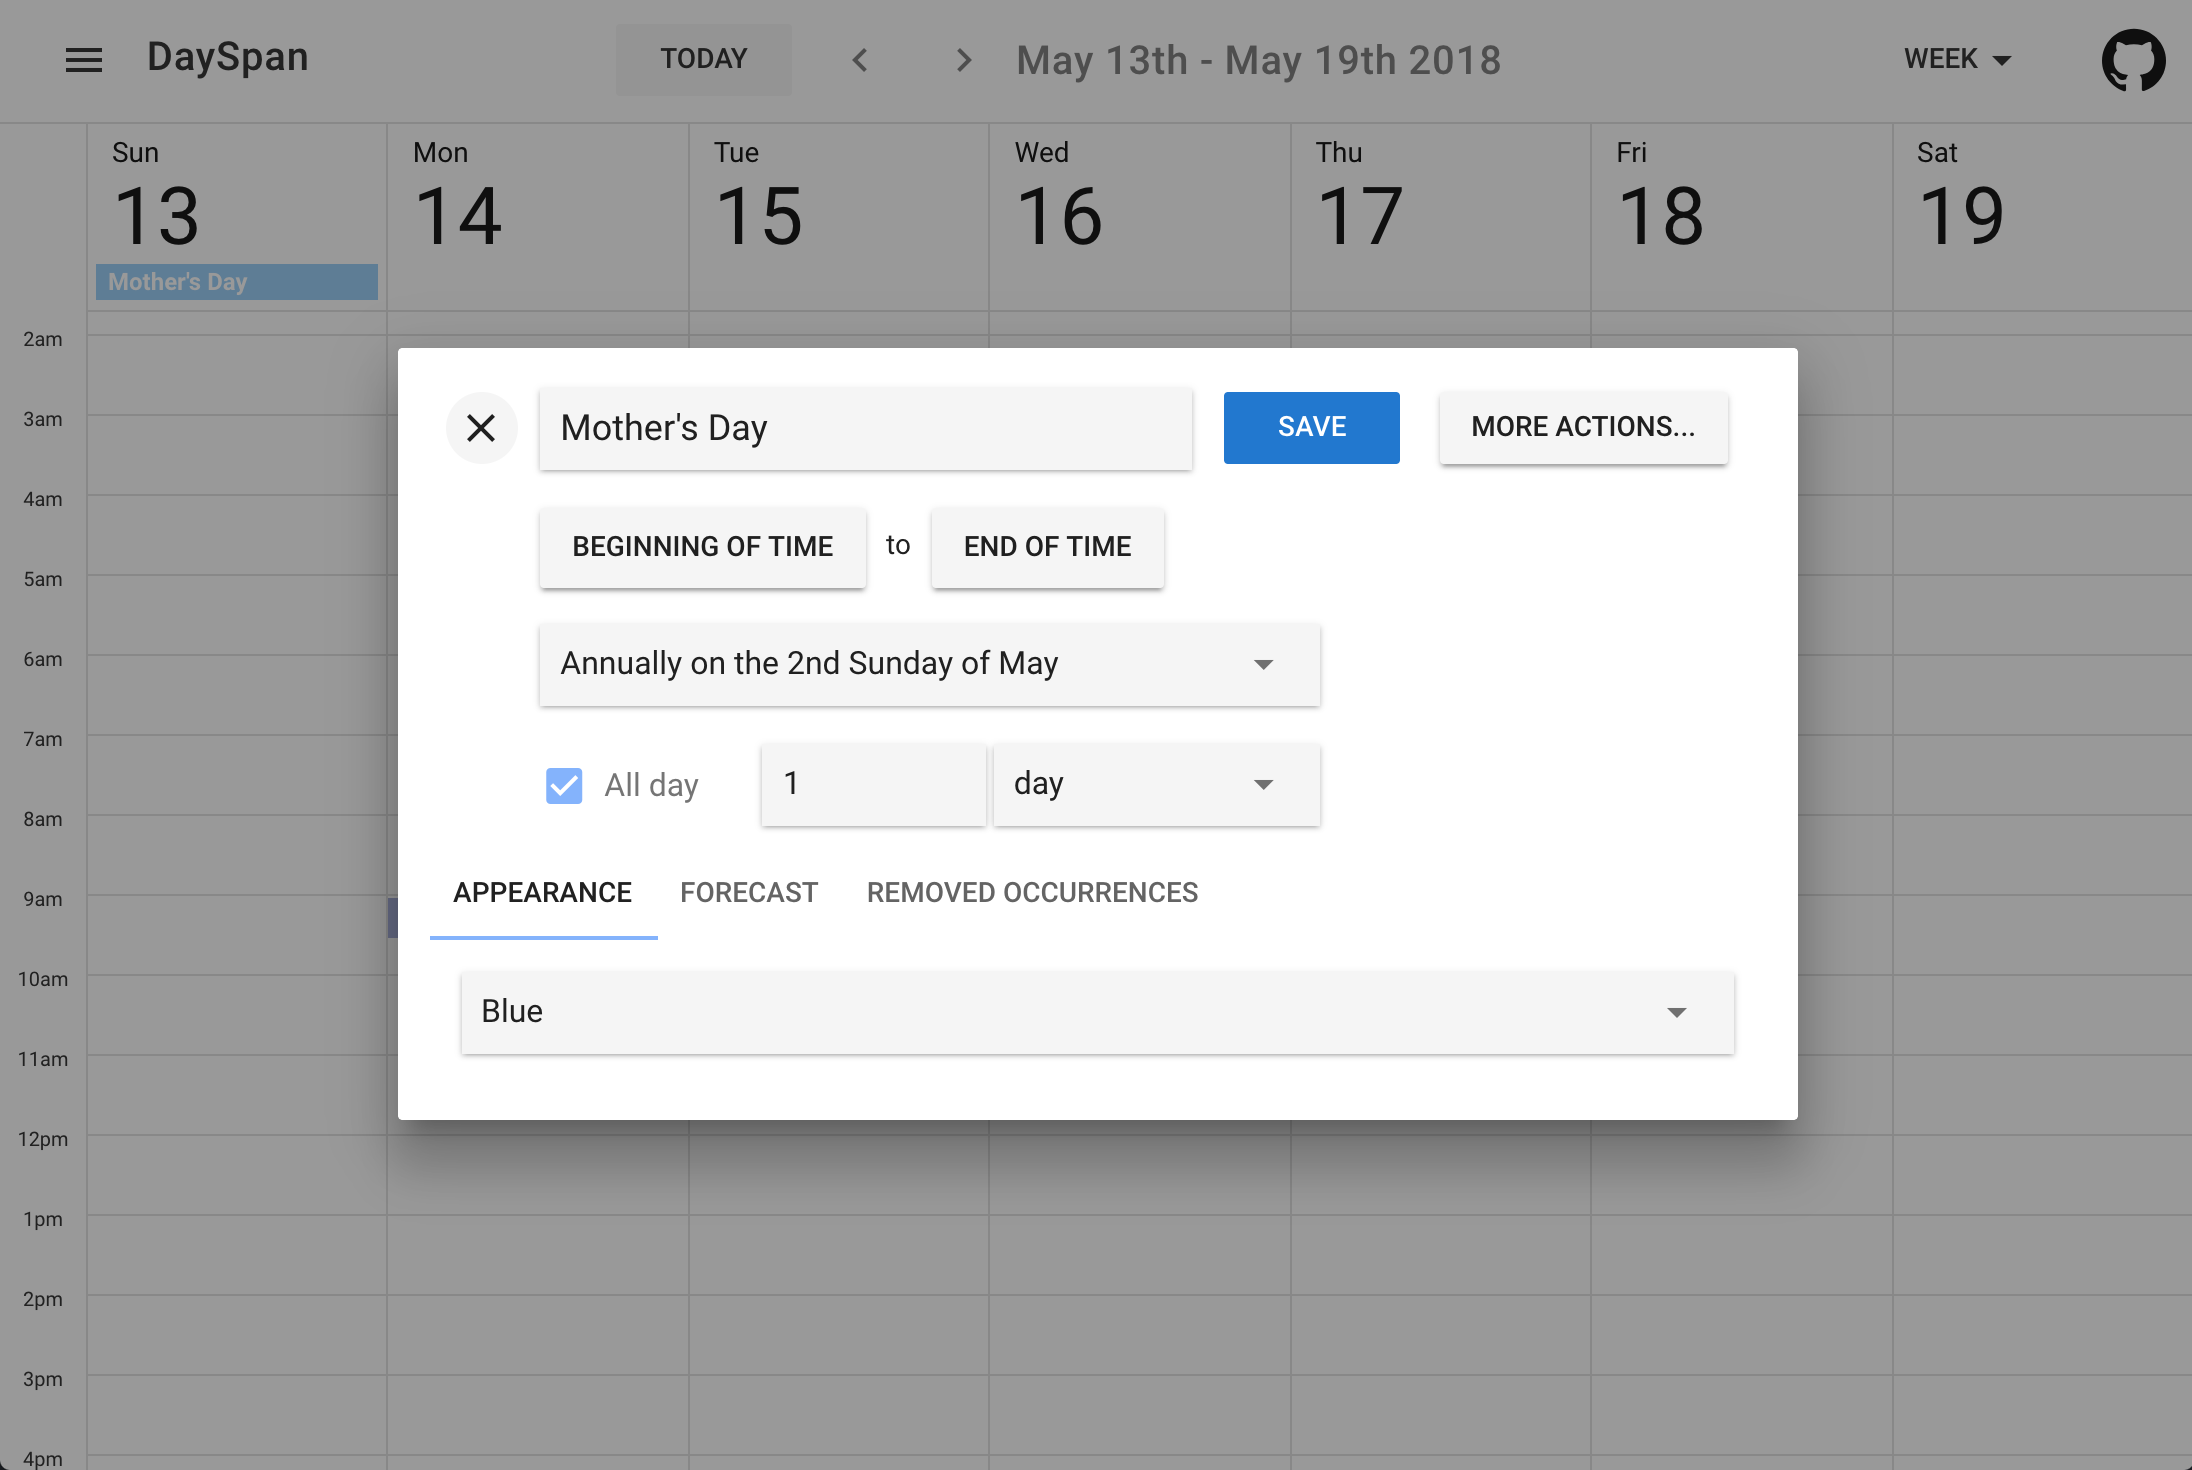 DaySpan
TODAY
May 13th - May 19th 2018
WEEK
Sun
13
Mon
14
Tue
15
Wed
16
Thu
17
Fri
18
Sat
19
Mother's Day
2am
3am
4am
5am
6am
7am
8am
9am
10am
11am
12pm
1pm
2pm
3pm
4pm
Mother's Day
SAVE
MORE ACTIONS...
BEGINNING OF TIME to END OF TIME
Annually on the 2nd Sunday of May
All day
1
day
APPEARANCE
FORECAST
REMOVED OCCURRENCES
Blue